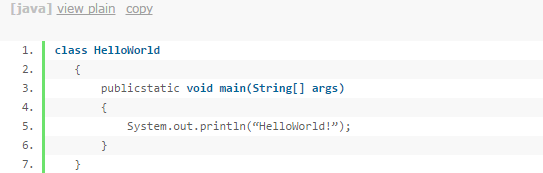 [java] view plain copy
1. class HelloWorld
2. {
3. publicstatic void main(String[] args)
4. {
5. System.out.println(“HelloWorld!”);
6. }
7. }